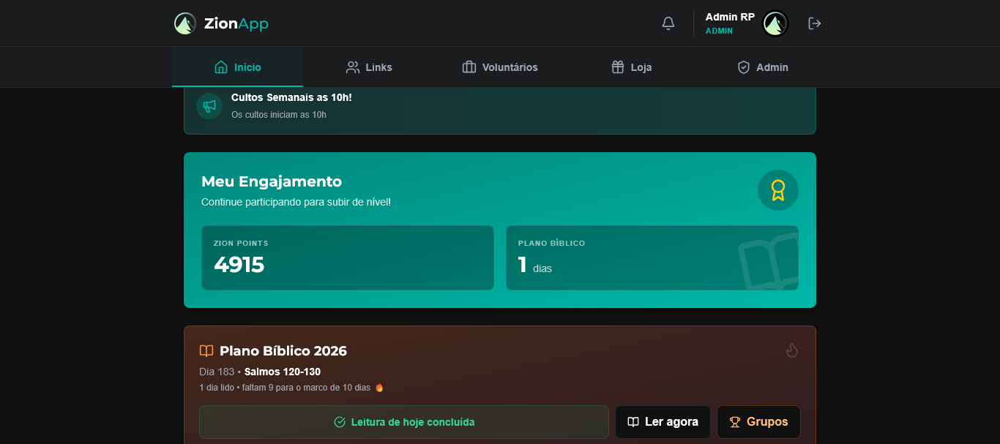 ZionApp
Admin RP
ADMIN
Início
Links
Voluntários
Loja
Admin
Cultos Semanais as 10h!
Os cultos iniciam as 10h
Meu Engajamento
Continue participando para subir de nível!
ZION POINTS
4915
PLANO BÍBLICO
1 dias
Plano Bíblico 2026
Dia 183 • Salmos 120-130
1 dia lido • faltam 9 para o marco de 10 dias 🔥
Leitura de hoje concluída
Ler agora
Grupos